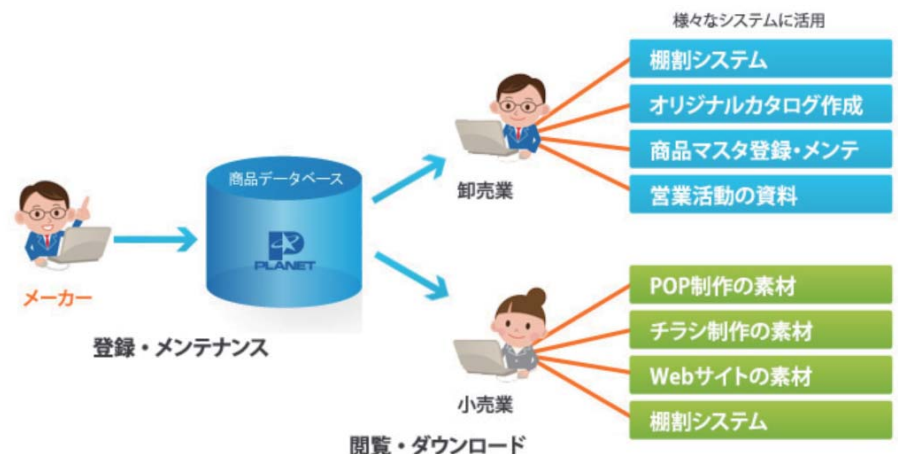 様々なシステムに活用
棚割システム
オリジナルカタログ作成
商品マスタ登録・メンテ
営業活動の資料
卸売業
商品データベース
PLANET
メーカー
登録・メンテナンス
POP制作の素材
チラシ制作の素材
Webサイトの素材
棚割システム
小売業
閲覧・ダウンロード